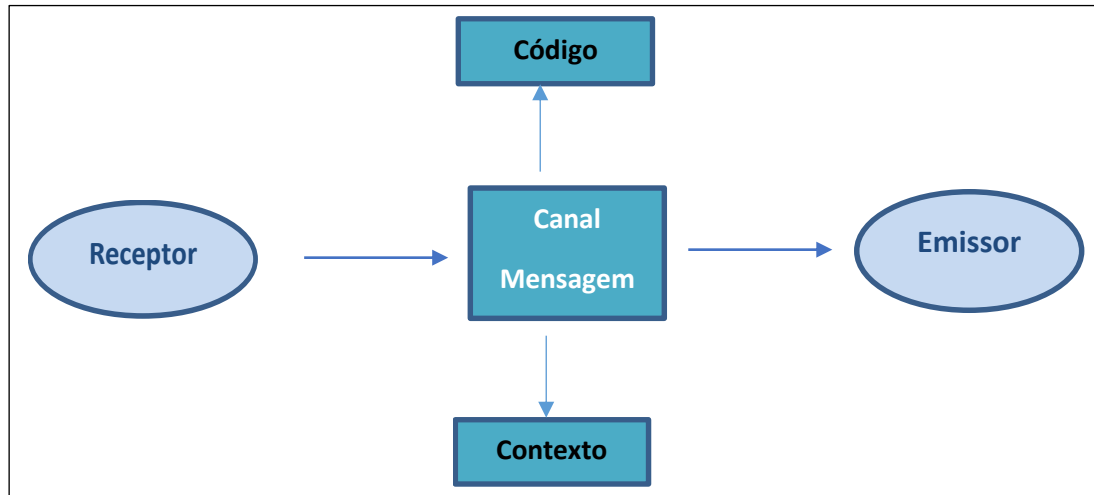 Código
Receptor
Canal
Mensagem
Emissor
Contexto